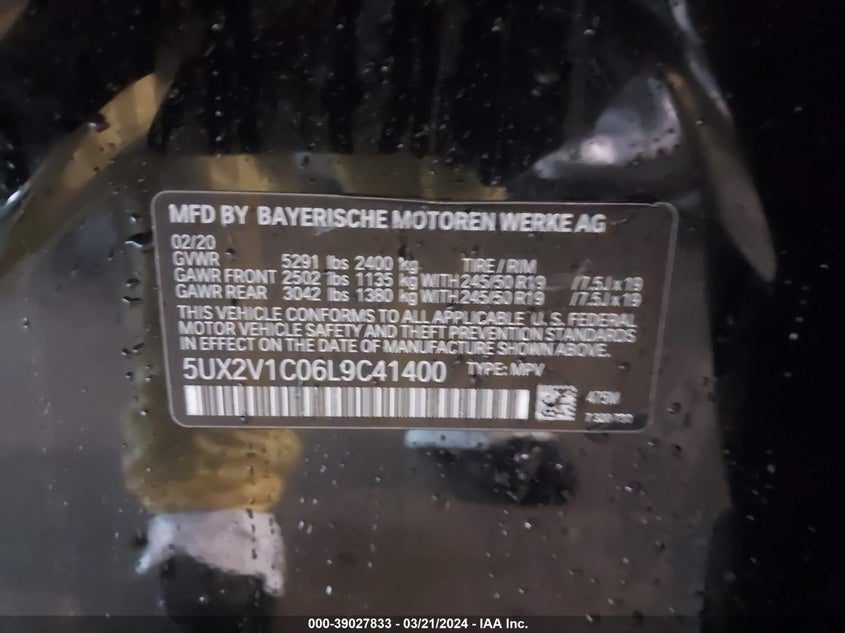 MFD BY BAYERISCHE MOTOREN WERKE AG
02/20
GVWR 5291 lbs 2400 kg TIRE / RIM
GAWR FRONT 2502 lbs 1135 kg WITH 245/50 R19 /7.5J x 19
GAWR REAR 3042 lbs 1380 kg WITH 245/50 R19 /7.5J x 19
THIS VEHICLE CONFORMS TO ALL APPLICABLE U.S. FEDERAL
MOTOR VEHICLE SAFETY AND THEFT PREVENTION STANDARDS
IN EFFECT ON THE DATE OF MANUFACTURE SHOWN ABOVE.
5UX2V1C06L9C41400 TYPE: MPV
475M
000-39027833 - 03/21/2024 - IAA Inc.